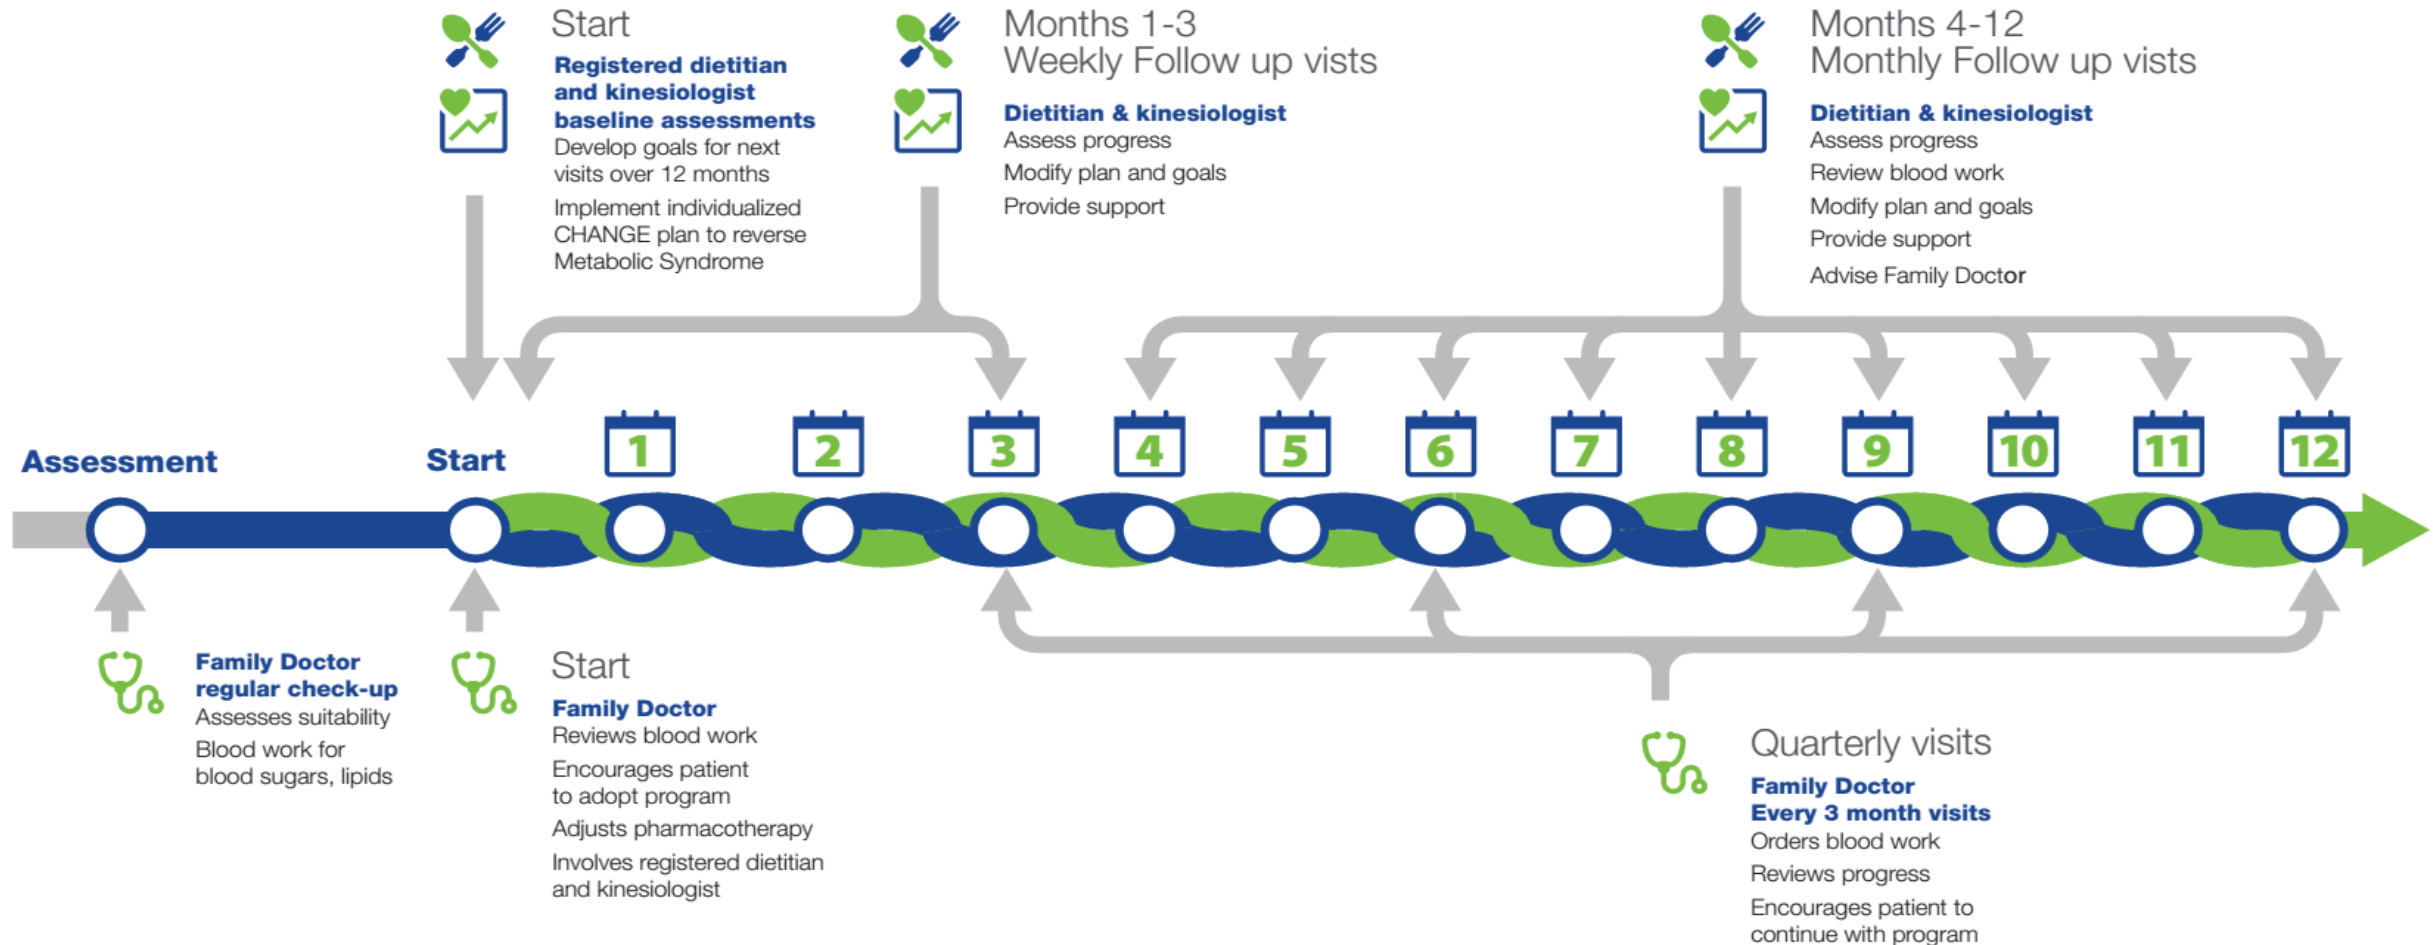 Start
Registered dietitian
and kinesiologist
baseline assessments
Develop goals for next
visits over 12 months
Implement individualized
CHANGE plan to reverse
Metabolic Syndrome
Months 1-3
Weekly Follow up vists
Dietitian & kinesiologist
Assess progress
Modify plan and goals
Provide support
Months 4-12
Monthly Follow up vists
Dietitian & kinesiologist
Assess progress
Review blood work
Modify plan and goals
Provide support
Advise Family Doctor
Assessment
Start
1
2
3
4
5
6
7
8
9
10
11
12
Family Doctor
regular check-up
Assesses suitability
Blood work for
blood sugars, lipids
Start
Family Doctor
Reviews blood work
Encourages patient
to adopt program
Adjusts pharmacotherapy
Involves registered dietitian
and kinesiologist
Quarterly visits
Family Doctor
Every 3 month visits
Orders blood work
Reviews progress
Encourages patient to
continue with program